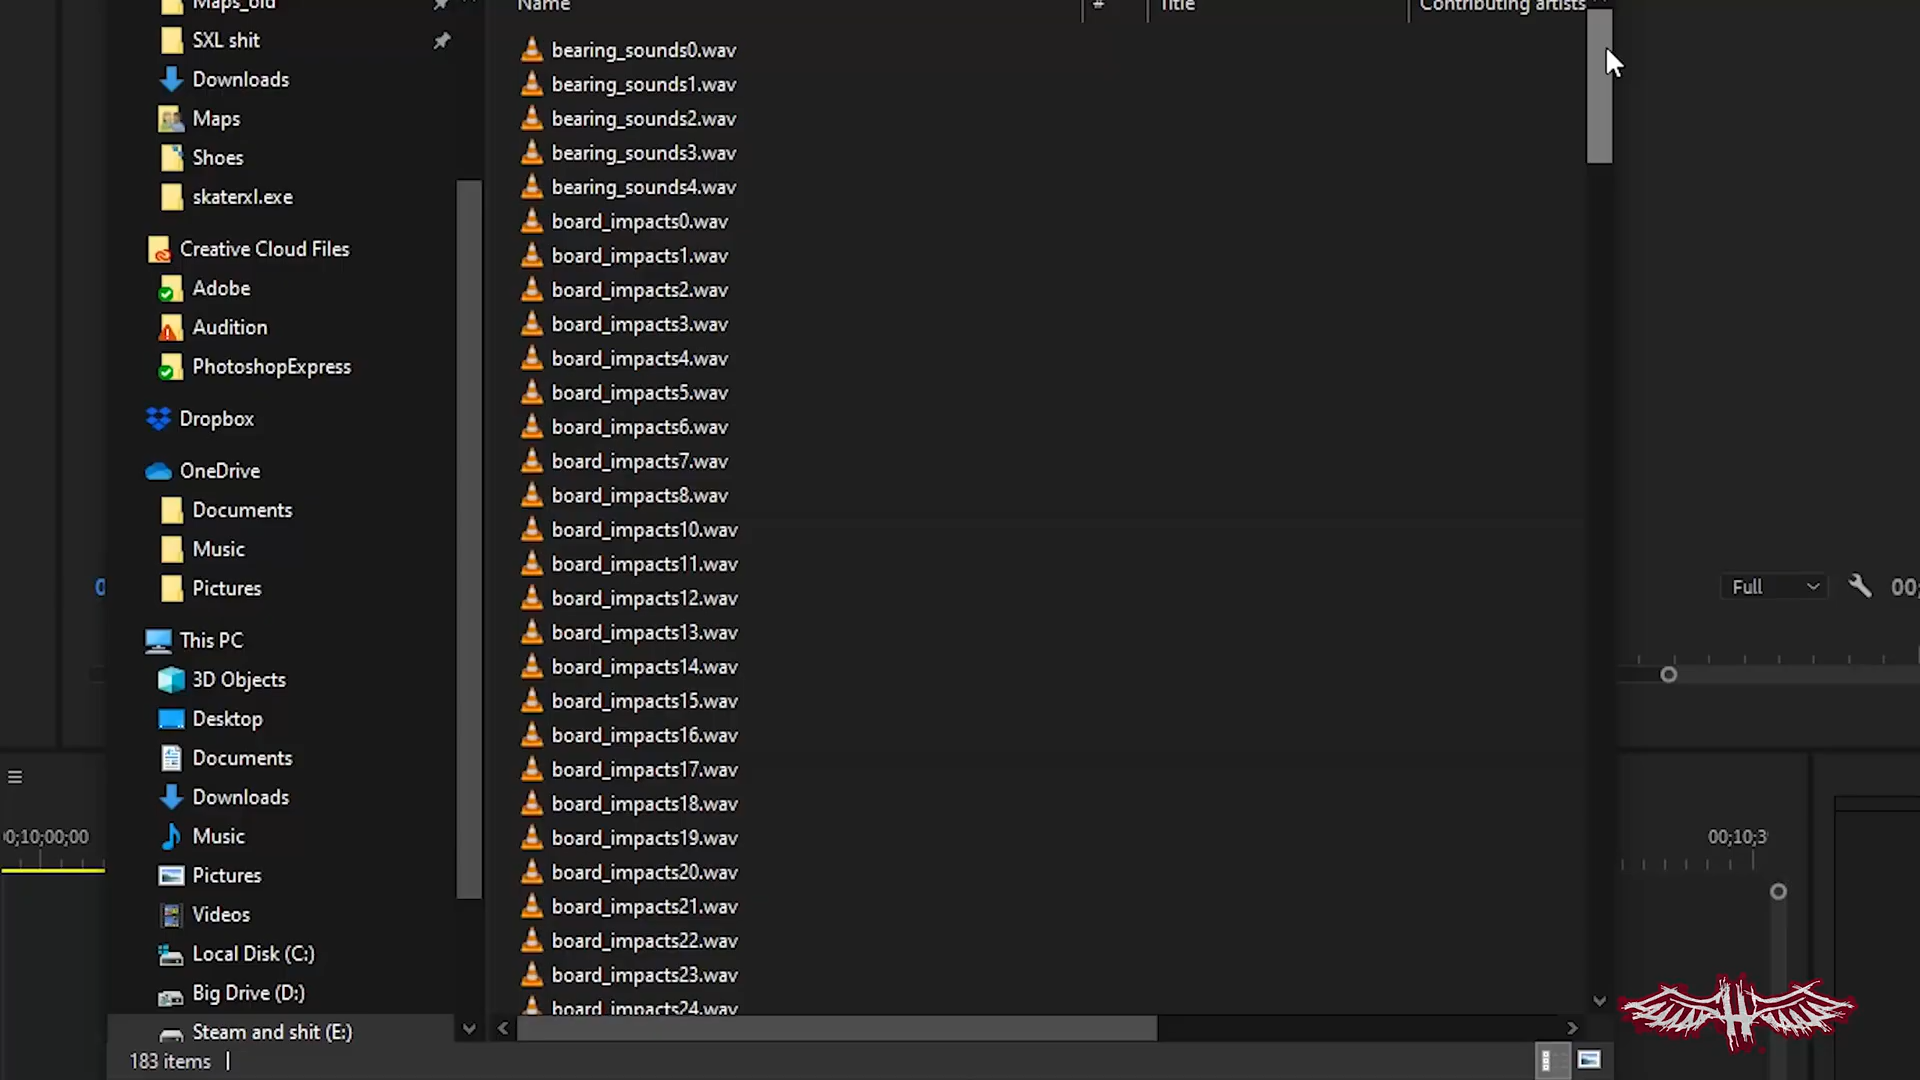 Maps_old
SXL shit
Downloads
Maps
Shoes
skaterxl.exe
Creative Cloud Files
Adobe
Audition
PhotoshopExpress
Dropbox
OneDrive
Documents
Music
Pictures
This PC
3D Objects
Desktop
Documents
Downloads
Music
Pictures
Videos
Local Disk (C:)
Big Drive (D:)
Steam and shit (E:)
183 items
Name # Title Contributing artists
bearing_sounds0.wav
bearing_sounds1.wav
bearing_sounds2.wav
bearing_sounds3.wav
bearing_sounds4.wav
board_impacts0.wav
board_impacts1.wav
board_impacts2.wav
board_impacts3.wav
board_impacts4.wav
board_impacts5.wav
board_impacts6.wav
board_impacts7.wav
board_impacts8.wav
board_impacts10.wav
board_impacts11.wav
board_impacts12.wav
board_impacts13.wav
board_impacts14.wav
board_impacts15.wav
board_impacts16.wav
board_impacts17.wav
board_impacts18.wav
board_impacts19.wav
board_impacts20.wav
board_impacts21.wav
board_impacts22.wav
board_impacts23.wav
board_impacts24.wav
0;10;00;00
Full 00;
00;10;3
H